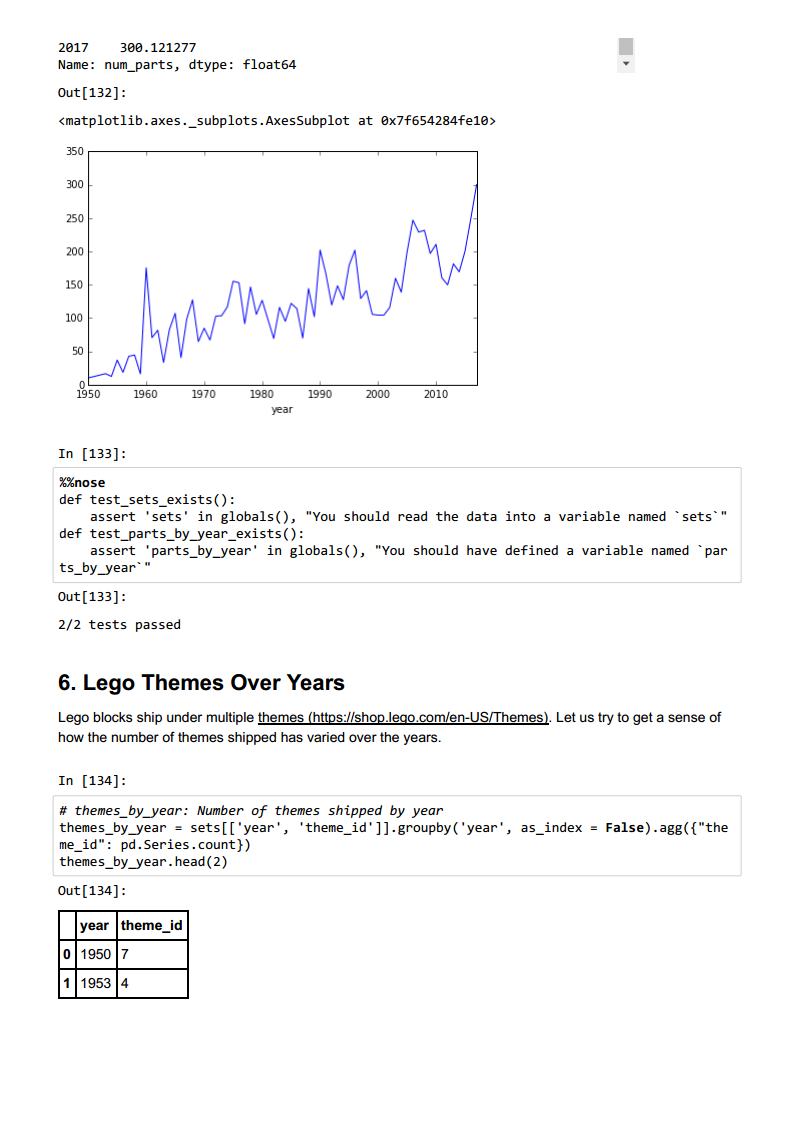 2017    300.121277
Name: num_parts, dtype: float64
Out[132]:
<matplotlib.axes._subplots.AxesSubplot at 0x7f654284fe10>
350
300
250
200
150
100
50
0
1950 1960 1970 1980 1990 2000 2010
year
In [133]:
%%nose
def test_sets_exists():
    assert 'sets' in globals(), "You should read the data into a variable named `sets`"
def test_parts_by_year_exists():
    assert 'parts_by_year' in globals(), "You should have defined a variable named `par
ts_by_year`"
Out[133]:
2/2 tests passed
6. Lego Themes Over Years
Lego blocks ship under multiple themes (https://shop.lego.com/en-US/Themes). Let us try to get a sense of
how the number of themes shipped has varied over the years.
In [134]:
# themes_by_year: Number of themes shipped by year
themes_by_year = sets[['year', 'theme_id']].groupby('year', as_index = False).agg({"the
me_id": pd.Series.count})
themes_by_year.head(2)
Out[134]:
year theme_id
0 1950 7
1 1953 4